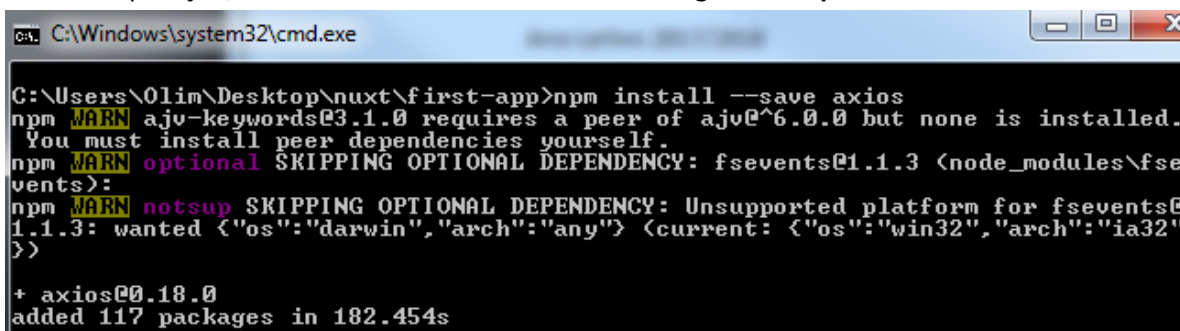 C:\Windows\system32\cmd.exe
C:\Users\Olim\Desktop\nuxt\first-app>npm install --save axios
npm WARN ajv-keywords@3.1.0 requires a peer of ajv@^6.0.0 but none is installed.
You must install peer dependencies yourself.
npm WARN optional SKIPPING OPTIONAL DEPENDENCY: fsevents@1.1.3 (node_modules\fse
vents):
npm WARN notsup SKIPPING OPTIONAL DEPENDENCY: Unsupported platform for fsevents@
1.1.3: wanted {"os":"darwin","arch":"any"} (current: {"os":"win32","arch":"ia32"
})
+ axios@0.18.0
added 117 packages in 182.454s